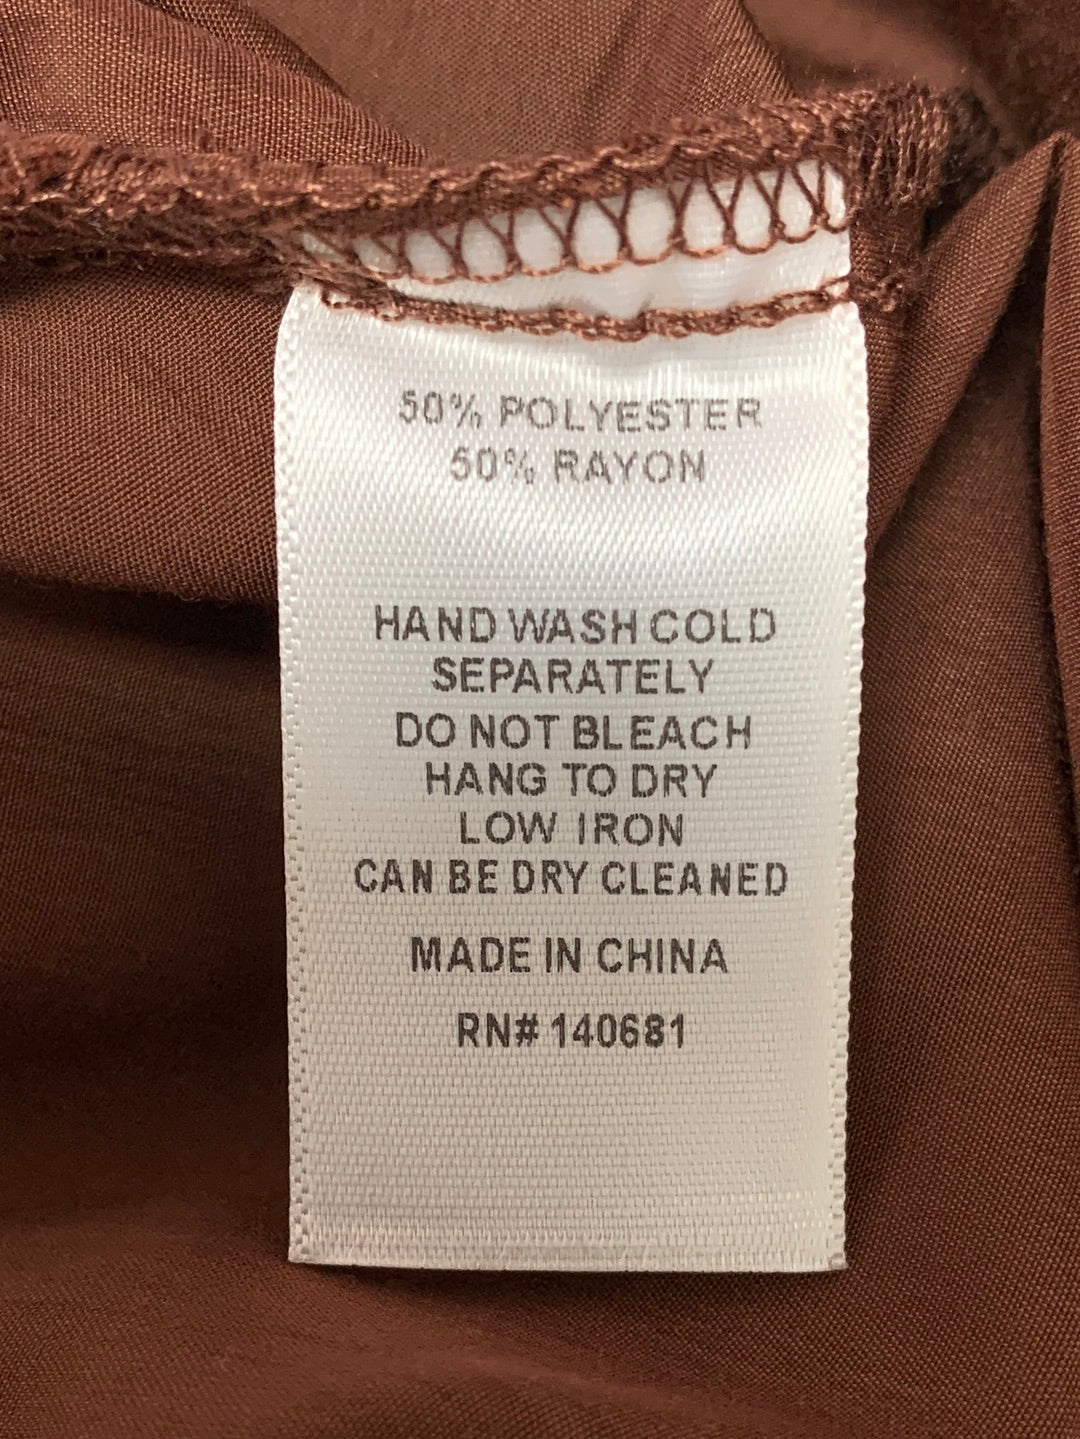 50% POLYESTER
50% RAYON
HAND WASH COLD
SEPARATELY
DO NOT BLEACH
HANG TO DRY
LOW IRON
CAN BE DRY CLEANED
MADE IN CHINA
RN# 140681